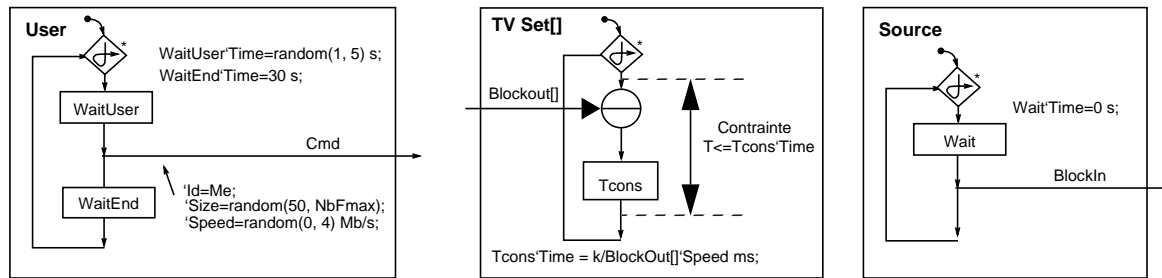 User
*
WaitUser‘Time=random(1, 5) s;
WaitEnd‘Time=30 s;
WaitUser
Cmd
WaitEnd
‘Id=Me;
‘Size=random(50, NbFmax);
‘Speed=random(0, 4) Mb/s;
TV Set[]
*
Blockout[]
Contrainte
T<=Tcons‘Time
Tcons
Tcons‘Time = k/BlockOut[]‘Speed ms;
Source
*
Wait‘Time=0 s;
Wait
BlockIn